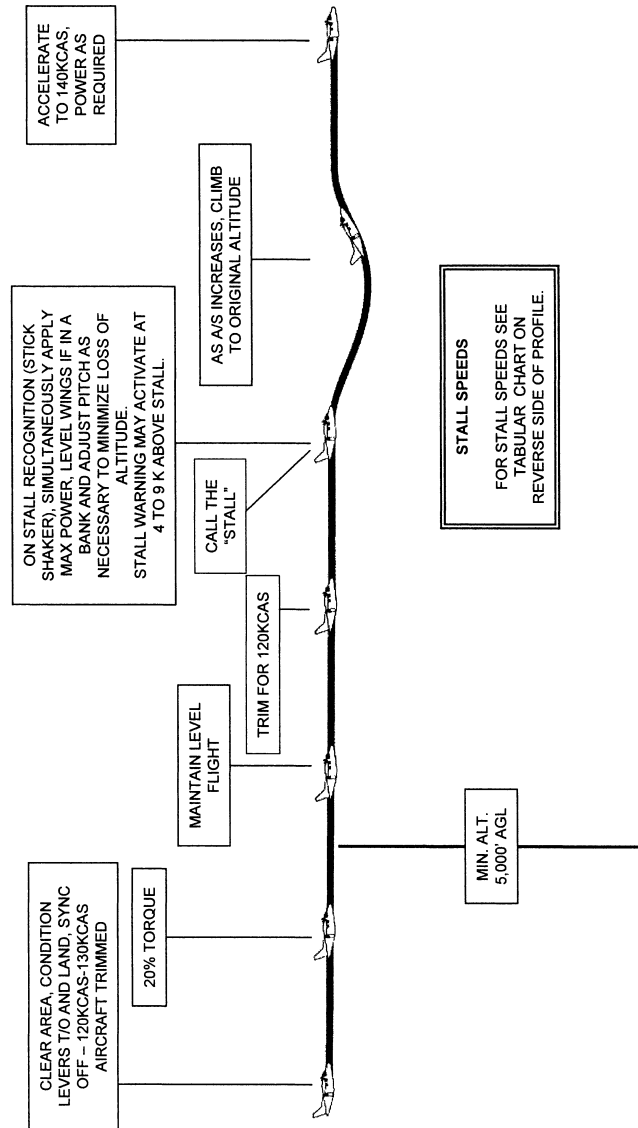 CLEAR AREA, CONDITION
LEVERS T/O AND LAND, SYNC
OFF – 120KCAS-130KCAS
AIRCRAFT TRIMMED
20% TORQUE
MAINTAIN LEVEL
FLIGHT
TRIM FOR 120KCAS
CALL THE
"STALL"
ON STALL RECOGNITION (STICK
SHAKER), SIMULTANEOUSLY APPLY
MAX POWER, LEVEL WINGS IF IN A
BANK AND ADJUST PITCH AS
NECESSARY TO MINIMIZE LOSS OF
ALTITUDE.
STALL WARNING MAY ACTIVATE AT
4 TO 9 K ABOVE STALL.
AS A/S INCREASES, CLIMB
TO ORIGINAL ALTITUDE
ACCELERATE
TO 140KCAS,
POWER AS
REQUIRED
MIN. ALT.
5,000' AGL
STALL SPEEDS
FOR STALL SPEEDS SEE
TABULAR CHART ON
REVERSE SIDE OF PROFILE.